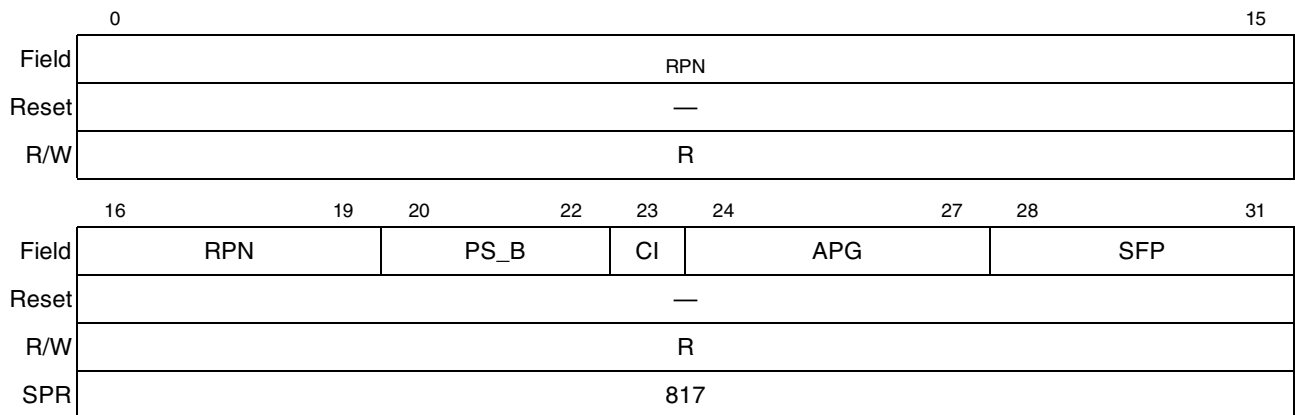 0 15
Field RPN
Reset —
R/W R
16 19 20 22 23 24 27 28 31
Field RPN PS_B CI APG SFP
Reset —
R/W R
SPR 817